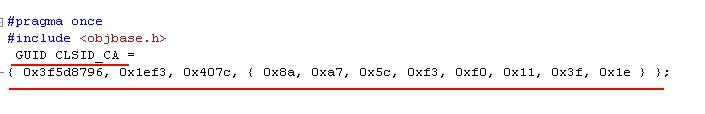 #pragma once
#include <objbase.h>
GUID CLSID_CA =
{ 0x3f5d8796, 0x1ef3, 0x407c, { 0x8a, 0xa7, 0x5c, 0xf3, 0xf0, 0x11, 0x3f, 0x1e } };